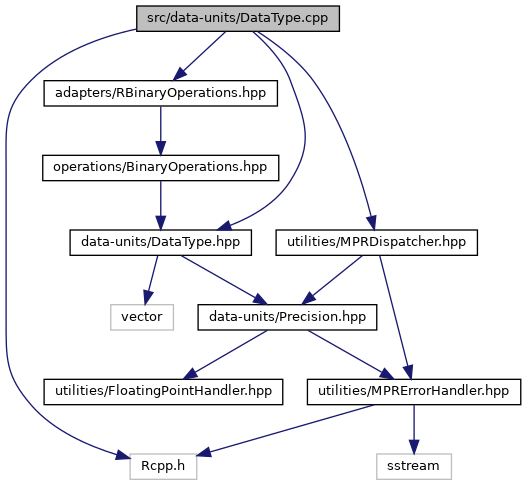 src/data-units/DataType.cpp
adapters/RBinaryOperations.hpp
operations/BinaryOperations.hpp
data-units/DataType.hpp
utilities/MPRDispatcher.hpp
vector
data-units/Precision.hpp
utilities/FloatingPointHandler.hpp
utilities/MPRErrorHandler.hpp
Rcpp.h
sstream